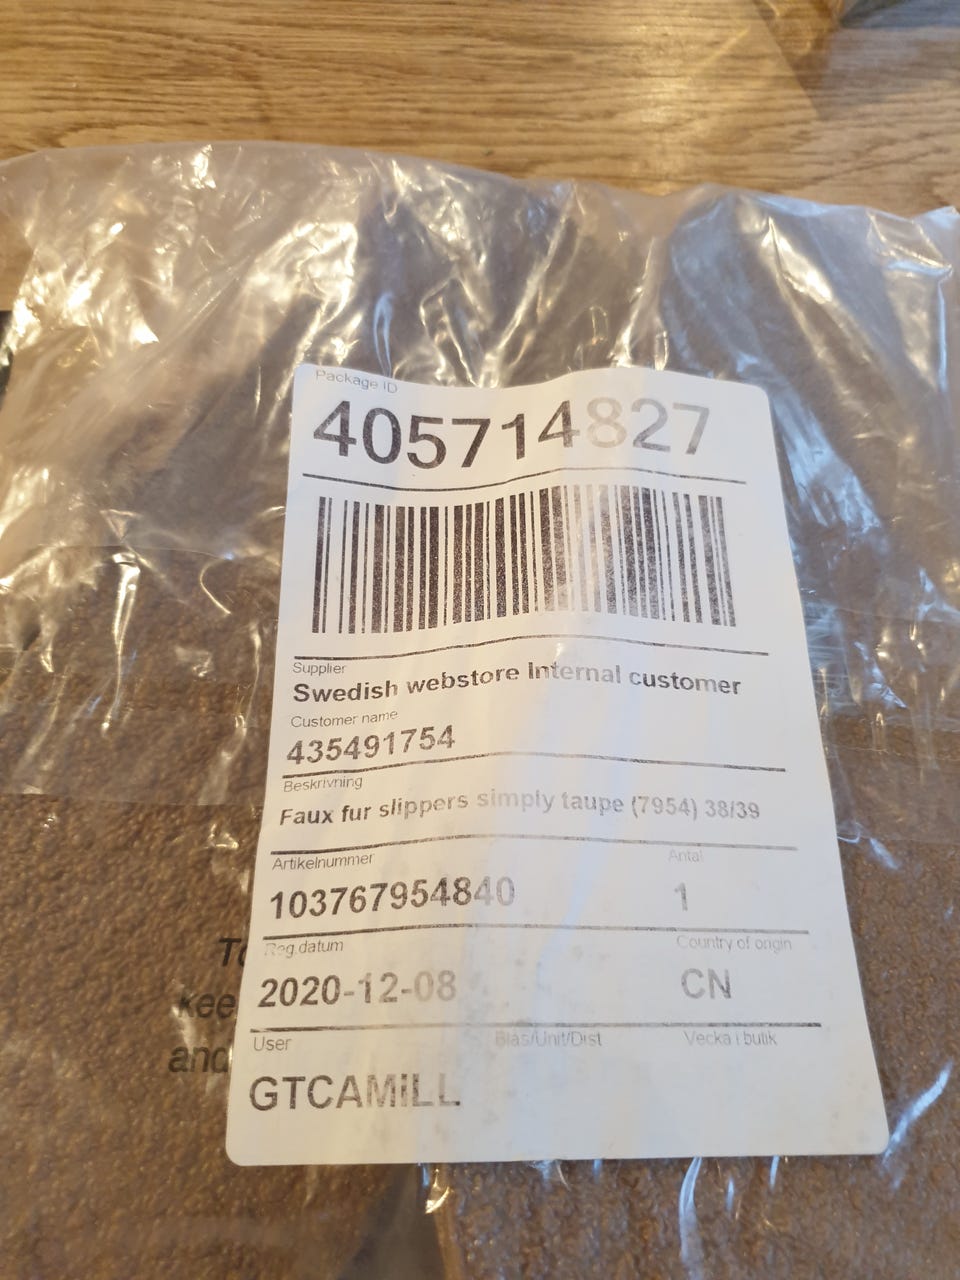 Package ID
405714827
Supplier
Swedish webstore Internal customer
Customer name
435491754
Beskrivning
Faux fur slippers simply taupe (7954) 38/39
Artikelnummer Antal
103767954840 1
Reg.datum Country of origin
2020-12-08 CN
User Blås/Unit/Dist Vecka i butik
GTCAMiLL
and